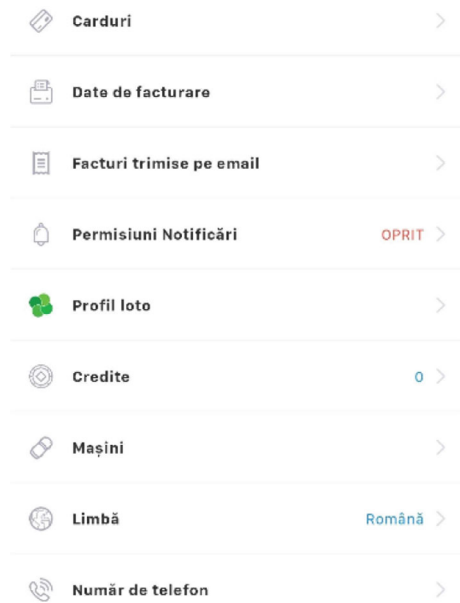 Carduri
Date de facturare
Facturi trimise pe email
Permisiuni Notificări OPRIT
Profil loto
Credite 0
Mașini
Limbă Română
Număr de telefon